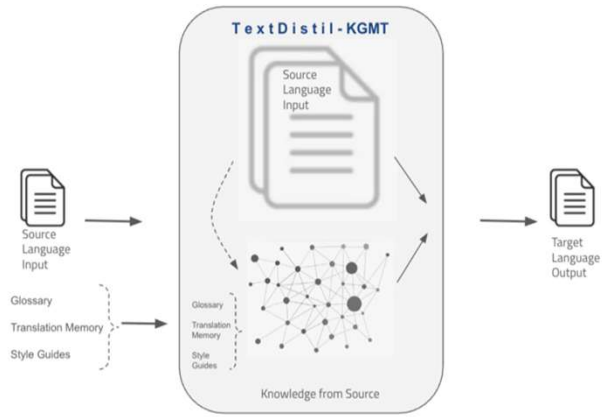 TextDistil-KGMT
Source
Language
Input
Source
Language
Input
Target
Language
Output
Glossary
Translation Memory
Style Guides
Glossary
Translation
Memory
Style
Guides
Knowledge from Source